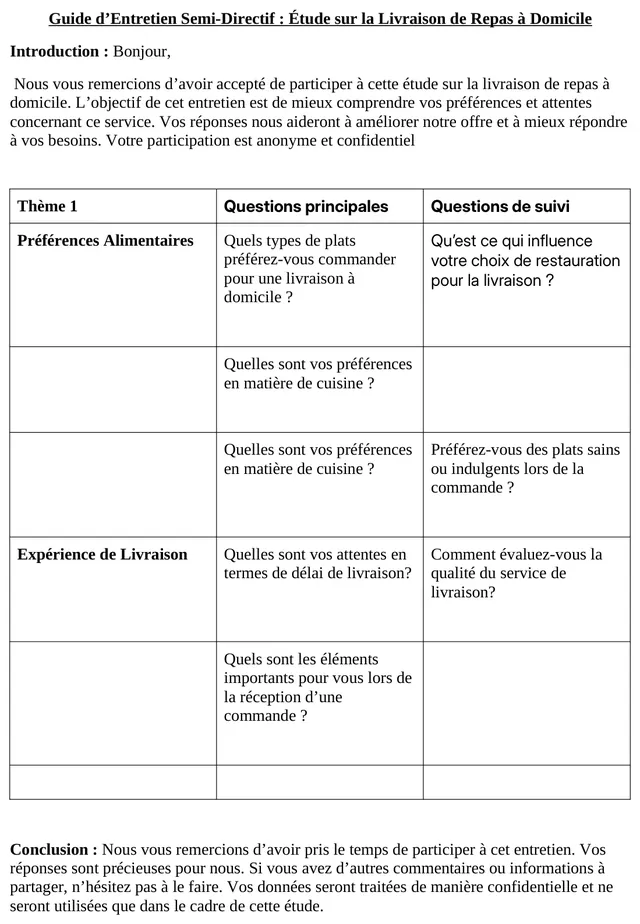 Guide d’Entretien Semi-Directif : Étude sur la Livraison de Repas à Domicile
Introduction : Bonjour,
Nous vous remercions d’avoir accepté de participer à cette étude sur la livraison de repas à
domicile. L’objectif de cet entretien est de mieux comprendre vos préférences et attentes
concernant ce service. Vos réponses nous aideront à améliorer notre offre et à mieux répondre
à vos besoins. Votre participation est anonyme et confidentiel
Thème 1
Questions principales
Questions de suivi
Préférences Alimentaires
Quels types de plats
préférez-vous commander
pour une livraison à
domicile ?
Qu’est ce qui influence
votre choix de restauration
pour la livraison ?
Quelles sont vos préférences
en matière de cuisine ?
Quelles sont vos préférences
en matière de cuisine ?
Préférez-vous des plats sains
ou indulgents lors de la
commande ?
Expérience de Livraison
Quelles sont vos attentes en
termes de délai de livraison?
Comment évaluez-vous la
qualité du service de
livraison?
Quels sont les éléments
importants pour vous lors de
la réception d’une
commande ?
Conclusion : Nous vous remercions d’avoir pris le temps de participer à cet entretien. Vos
réponses sont précieuses pour nous. Si vous avez d’autres commentaires ou informations à
partager, n’hésitez pas à le faire. Vos données seront traitées de manière confidentielle et ne
seront utilisées que dans le cadre de cette étude.